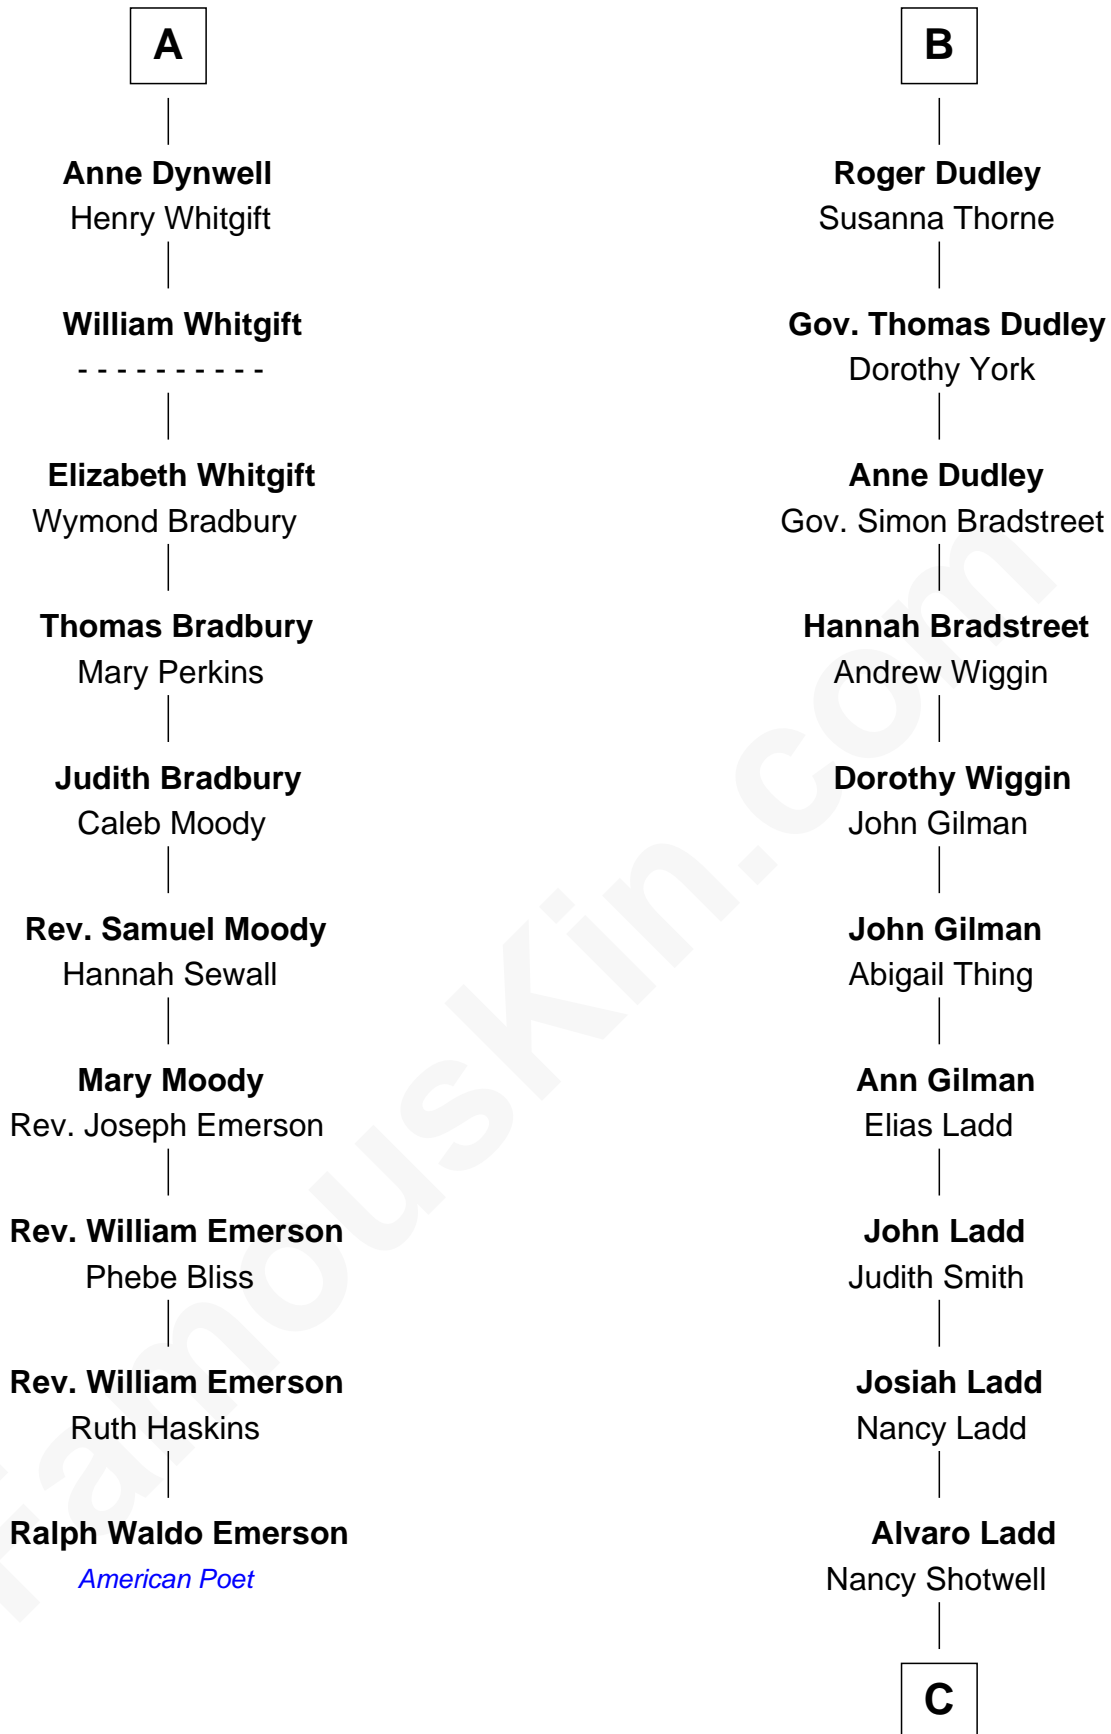 A
Anne Dynwell
Henry Whitgift
William Whitgift
- - - - - - - - - -
Elizabeth Whitgift
Wymond Bradbury
Thomas Bradbury
Mary Perkins
Judith Bradbury
Caleb Moody
Rev. Samuel Moody
Hannah Sewall
Mary Moody
Rev. Joseph Emerson
Rev. William Emerson
Phebe Bliss
Rev. William Emerson
Ruth Haskins
Ralph Waldo Emerson
American Poet
B
Roger Dudley
Susanna Thorne
Gov. Thomas Dudley
Dorothy York
Anne Dudley
Gov. Simon Bradstreet
Hannah Bradstreet
Andrew Wiggin
Dorothy Wiggin
John Gilman
John Gilman
Abigail Thing
Ann Gilman
Elias Ladd
John Ladd
Judith Smith
Josiah Ladd
Nancy Ladd
Alvaro Ladd
Nancy Shotwell
C
FamousKin.com